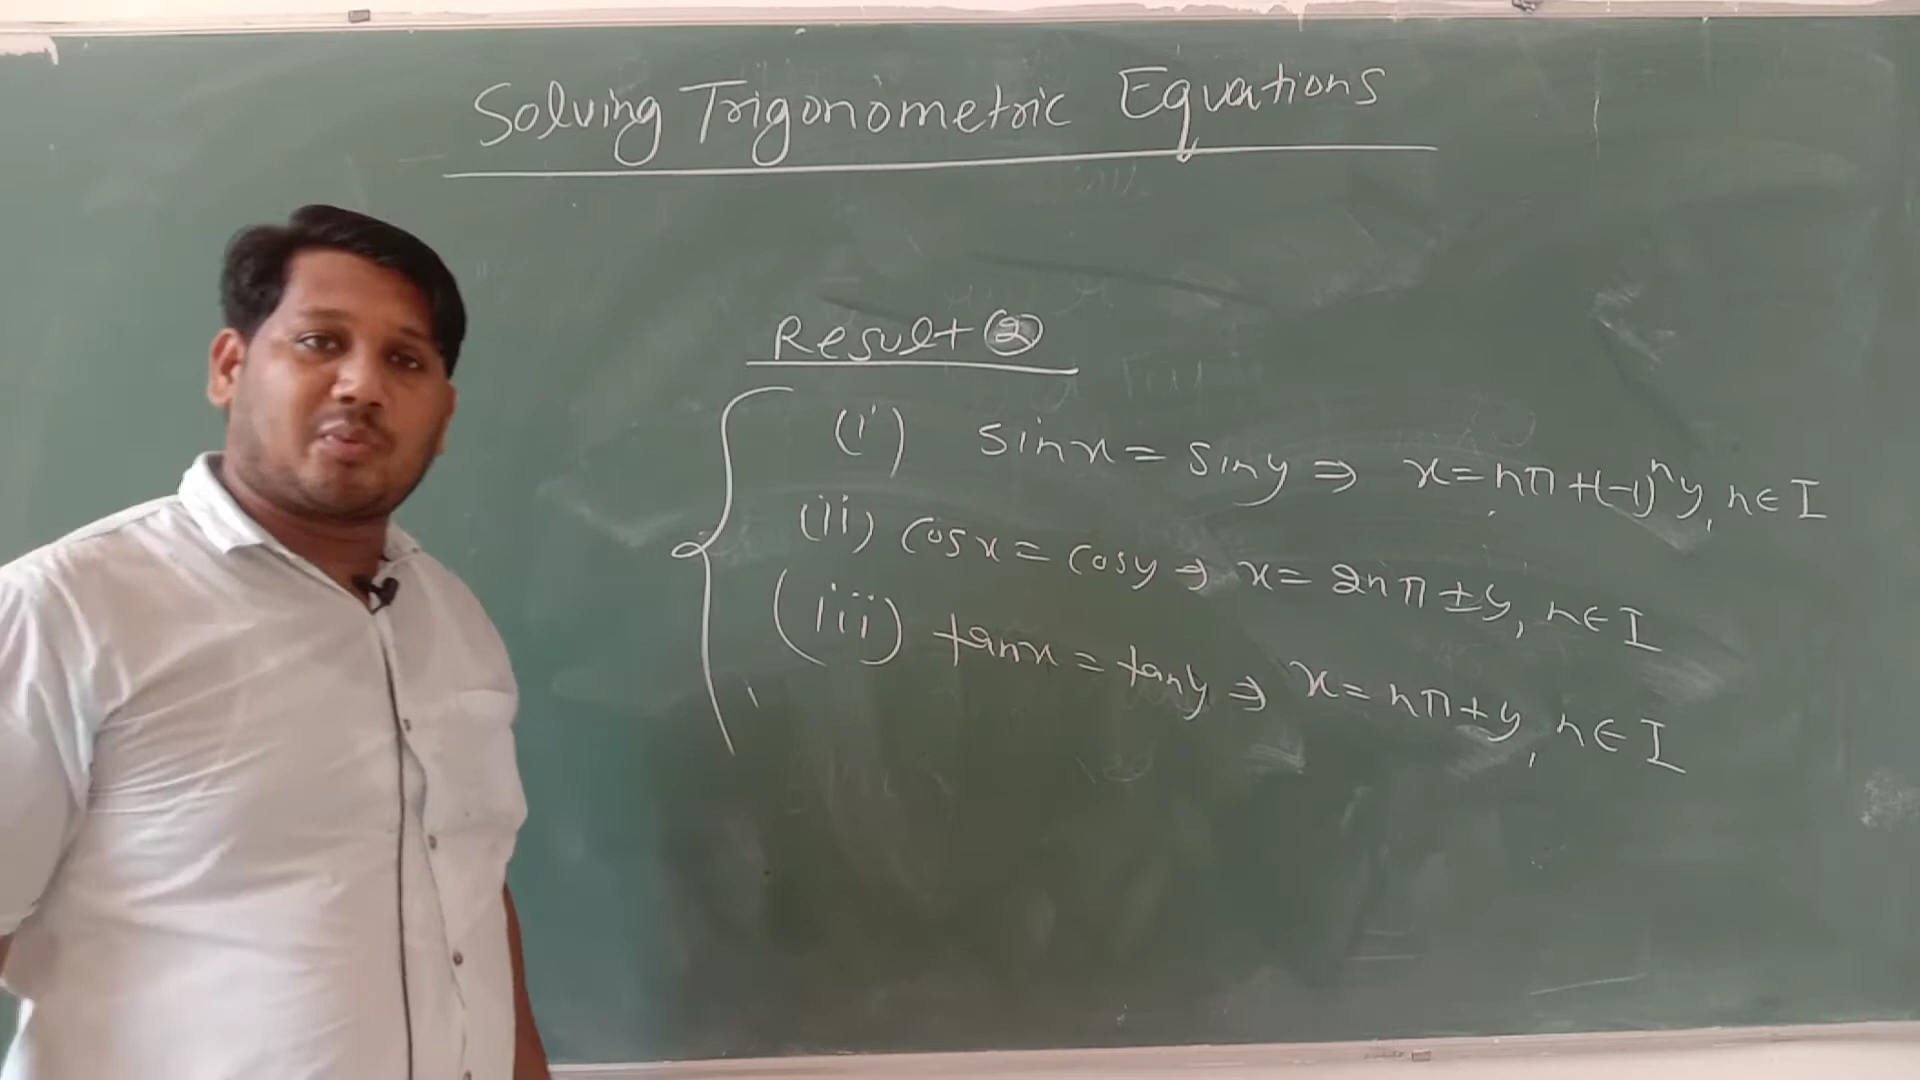 Solving Trigonometric Equations
Result ②
(i) sinx = siny ⇒ x = nπ + (-1)ⁿy, n ∈ I
(ii) cosx = cosy ⇒ x = 2nπ ± y, n ∈ I
(iii) tanx = tany ⇒ x = nπ + y, n ∈ I